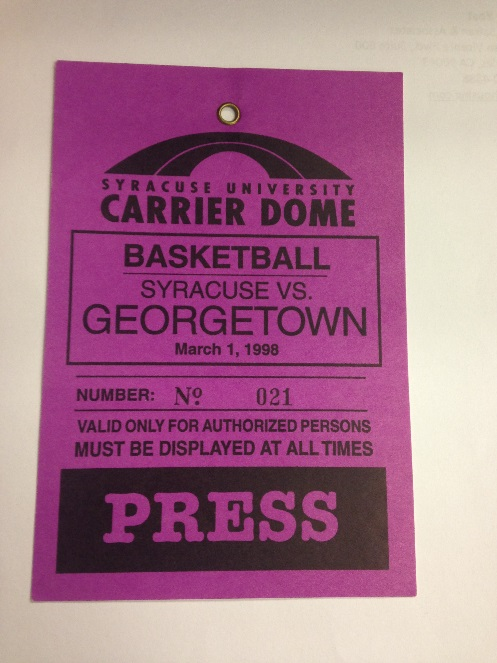 SYRACUSE UNIVERSITY
CARRIER DOME
BASKETBALL
SYRACUSE VS.
GEORGETOWN
March 1, 1998
NUMBER: Nº 021
VALID ONLY FOR AUTHORIZED PERSONS
MUST BE DISPLAYED AT ALL TIMES
PRESS